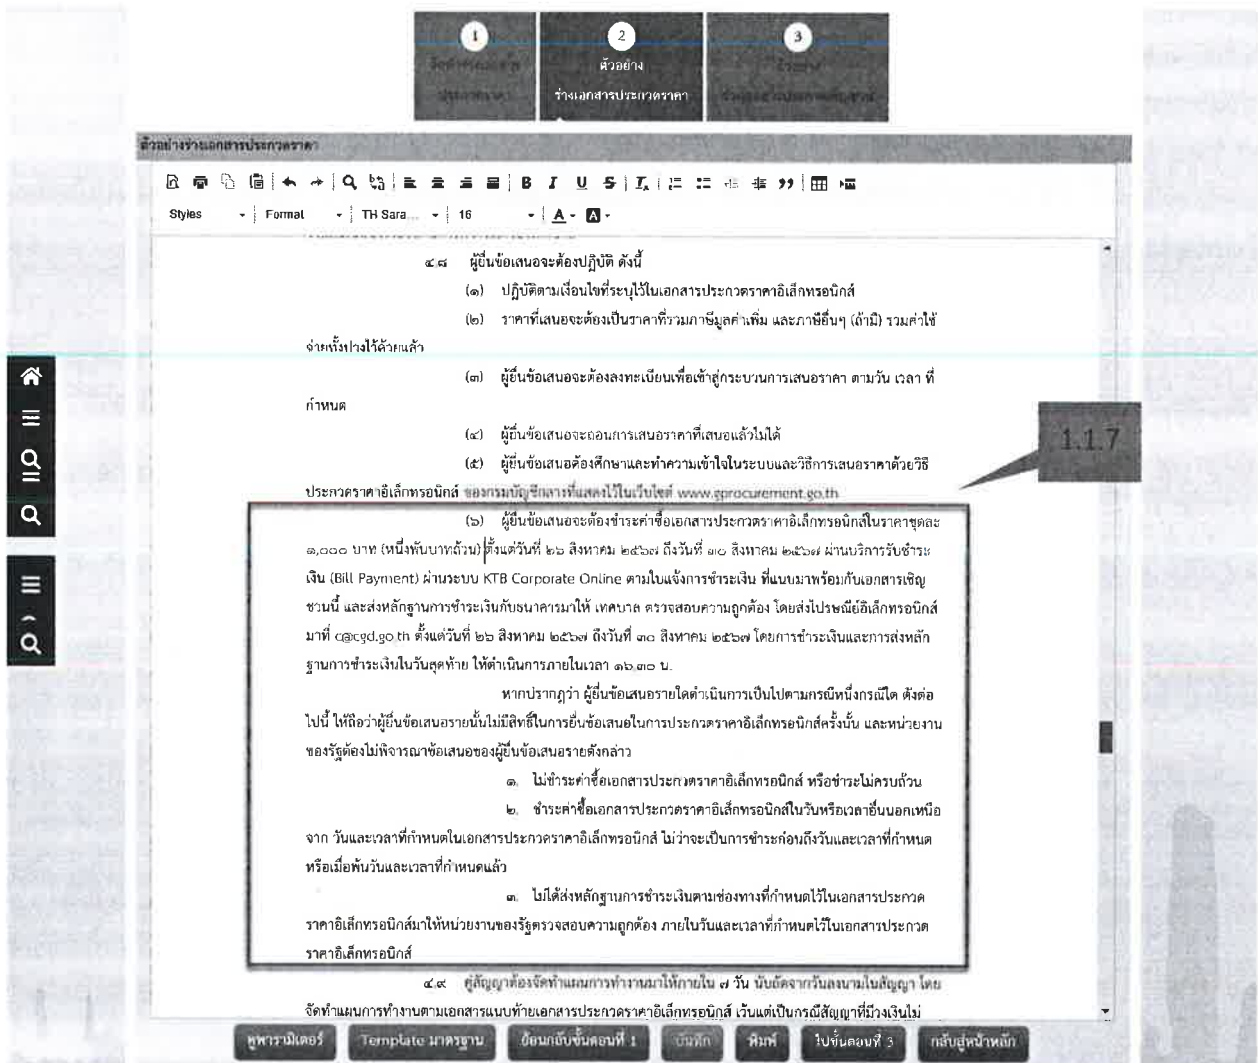 1
2
3
ตัวอย่าง
ร่างเอกสารประกวดราคา
ตัวอย่างร่างเอกสารประกวดราคา
B I U S
Styles Format TH Sara... 16 A A
๔.๘ ผู้ยื่นข้อเสนอจะต้องปฏิบัติ ดังนี้
(๑) ปฏิบัติตามเงื่อนไขที่ระบุไว้ในเอกสารประกวดราคาอิเล็กทรอนิกส์
(๒) ราคาที่เสนอจะต้องเป็นราคาที่รวมภาษีมูลค่าเพิ่ม และภาษีอื่นๆ (ถ้ามี) รวมค่าใช้
จ่ายทั้งปวงไว้ด้วยแล้ว
(๓) ผู้ยื่นข้อเสนอจะต้องลงทะเบียนเพื่อเข้าสู่กระบวนการเสนอราคา ตามวัน เวลา ที่
กำหนด
(๔) ผู้ยื่นข้อเสนอจะถอนการเสนอราคาที่เสนอแล้วไม่ได้
1.1.7
(๕) ผู้ยื่นข้อเสนอต้องศึกษาและทำความเข้าใจในระบบและวิธีการเสนอราคาด้วยวิธี
ประกวดราคาอิเล็กทรอนิกส์ ของกรมบัญชีกลางที่แสดงไว้ในเว็บไซต์ www.gprocurement.go.th
(๖) ผู้ยื่นข้อเสนอจะต้องชำระค่าซื้อเอกสารประกวดราคาอิเล็กทรอนิกส์ในราคาชุดละ
๑,๐๐๐ บาท (หนึ่งพันบาทถ้วน) ตั้งแต่วันที่ ๒๖ สิงหาคม ๒๕๖๗ ถึงวันที่ ๓๐ สิงหาคม ๒๕๖๗ ผ่านบริการรับชำระ
เงิน (Bill Payment) ผ่านระบบ KTB Corporate Online ตามใบแจ้งการชำระเงิน ที่แนบมาพร้อมกับเอกสารเชิญ
ชวนนี้ และส่งหลักฐานการชำระเงินกับธนาคารมาให้ เทศบาล ตรวจสอบความถูกต้อง โดยส่งไปรษณีย์อิเล็กทรอนิกส์
มาที่ c@cgd.go.th ตั้งแต่วันที่ ๒๖ สิงหาคม ๒๕๖๗ ถึงวันที่ ๓๐ สิงหาคม ๒๕๖๗ โดยการชำระเงินและการส่งหลัก
ฐานการชำระเงินในวันสุดท้าย ให้ดำเนินการภายในเวลา ๑๖.๓๐ น.
หากปรากฏว่า ผู้ยื่นข้อเสนอรายใดดำเนินการเป็นไปตามกรณีหนึ่งกรณีใด ดังต่อ
ไปนี้ ให้ถือว่าผู้ยื่นข้อเสนอรายนั้นไม่มีสิทธิ์ในการยื่นข้อเสนอในการประกวดราคาอิเล็กทรอนิกส์ครั้งนั้น และหน่วยงาน
ของรัฐต้องไม่พิจารณาข้อเสนอของผู้ยื่นข้อเสนอรายดังกล่าว
๑. ไม่ชำระค่าซื้อเอกสารประกวดราคาอิเล็กทรอนิกส์ หรือชำระไม่ครบถ้วน
๒. ชำระค่าซื้อเอกสารประกวดราคาอิเล็กทรอนิกส์ในวันหรือเวลาอื่นนอกเหนือ
จาก วันและเวลาที่กำหนดในเอกสารประกวดราคาอิเล็กทรอนิกส์ ไม่ว่าจะเป็นการชำระก่อนถึงวันและเวลาที่กำหนด
หรือเมื่อพ้นวันและเวลาที่กำหนดแล้ว
๓. ไม่ได้ส่งหลักฐานการชำระเงินตามช่องทางที่กำหนดไว้ในเอกสารประกวด
ราคาอิเล็กทรอนิกส์มาให้หน่วยงานของรัฐตรวจสอบความถูกต้อง ภายในวันและเวลาที่กำหนดไว้ในเอกสารประกวด
ราคาอิเล็กทรอนิกส์
๔.๙ คู่สัญญาต้องจัดทำแผนการทำงานมาให้ภายใน ๗ วัน นับถัดจากวันลงนามในสัญญา โดย
จัดทำแผนการทำงานตามเอกสารแนบท้ายเอกสารประกวดราคาอิเล็กทรอนิกส์ เว้นแต่เป็นกรณีสัญญาที่มีวงเงินไม่
ดูพารามิเตอร์ Template มาตรฐาน ย้อนกลับขั้นตอนที่ 1 บันทึก พิมพ์ ไปขั้นตอนที่ 3 กลับสู่หน้าหลัก